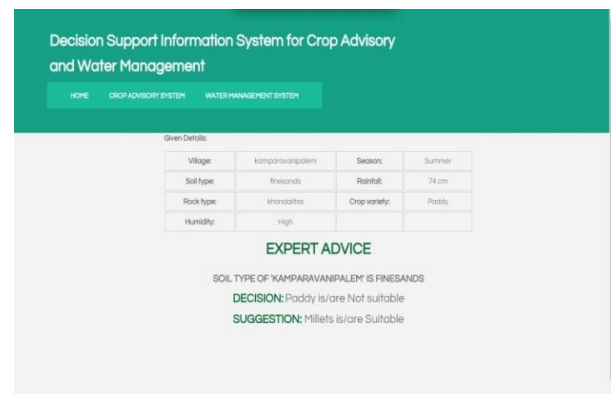 Decision Support Information System for Crop Advisory
and Water Management
HOME CROP ADVISORY SYSTEM WATER MANAGEMENT SYSTEM
Given Details:
Village: kamparavanipalem Season: Summer
Soil type: finesands Rainfall: 74 cm
Rock type: khondalites Crop variety: Paddy
Humidity: High
EXPERT ADVICE
SOIL TYPE OF 'KAMPARAVANIPALEM' IS FINESANDS
DECISION: Paddy is/are Not suitable
SUGGESTION: Millets is/are Suitable